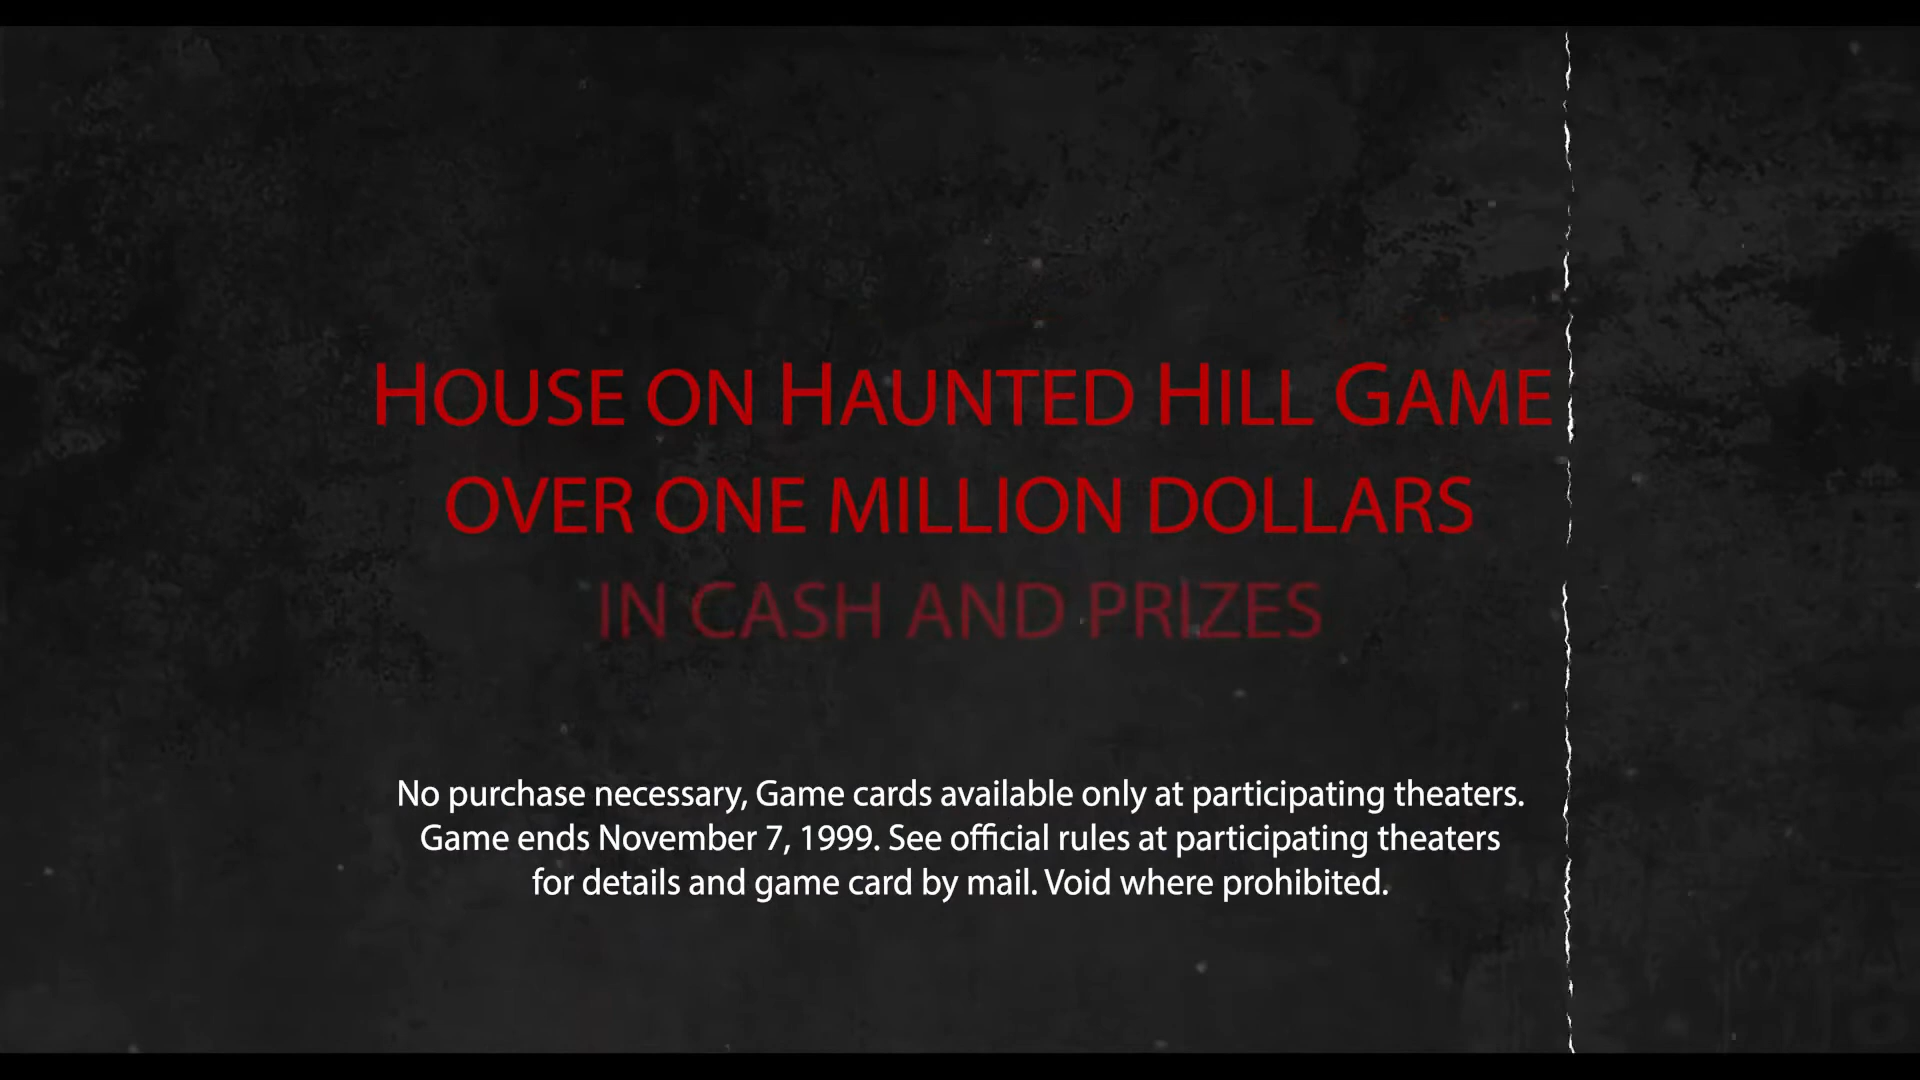 House on Haunted Hill Game
over one million dollars
in cash and prizes
No purchase necessary, Game cards available only at participating theaters.
Game ends November 7, 1999. See official rules at participating theaters
for details and game card by mail. Void where prohibited.